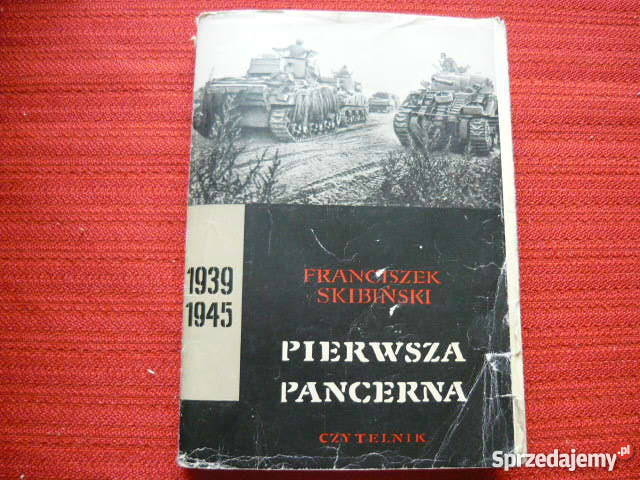 1939
1945
FRANCISZEK
SKIBIŃSKI
PIERWSZA
PANCERNA
CZYTELNIK
Sprzedajemy.pl